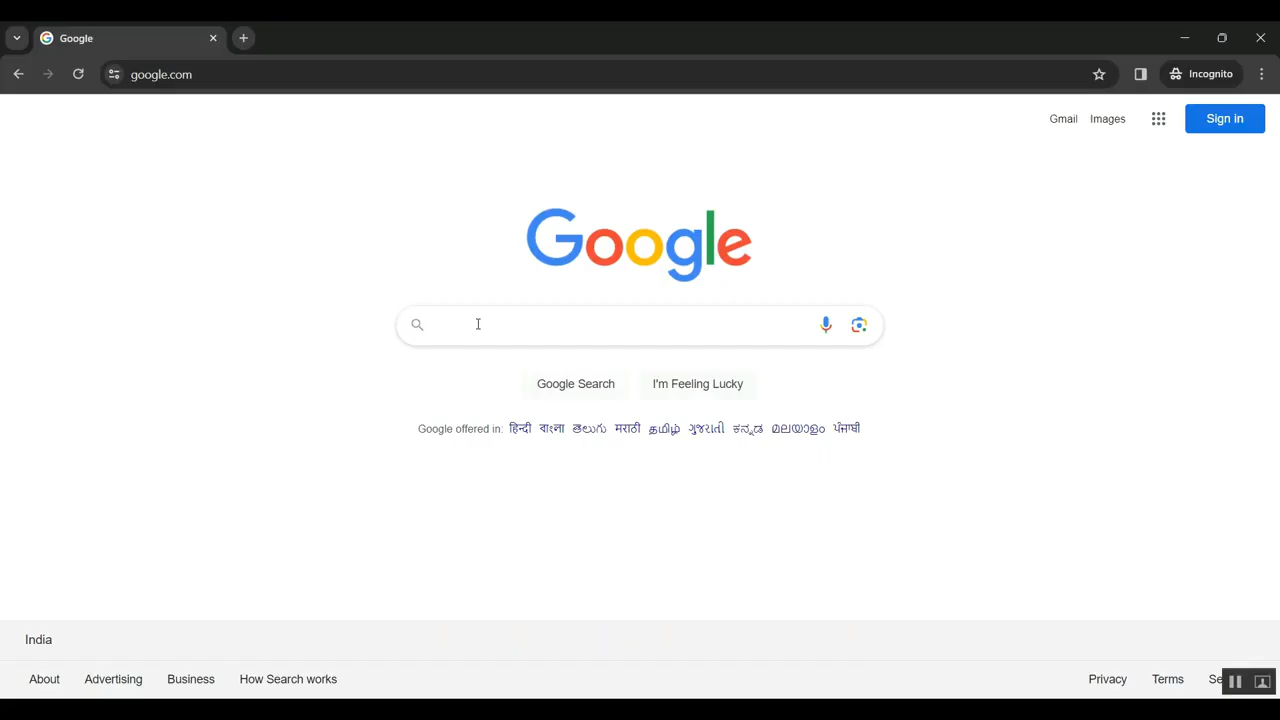 Google
google.com
Incognito
Gmail Images Sign in
Google
Google Search I'm Feeling Lucky
Google offered in: हिन्दी বাংলা తెలుగు मराठी தமிழ் ગુજરાતી ಕನ್ನಡ മലയാളം ਪੰਜਾਬੀ
India
About Advertising Business How Search works Privacy Terms Se